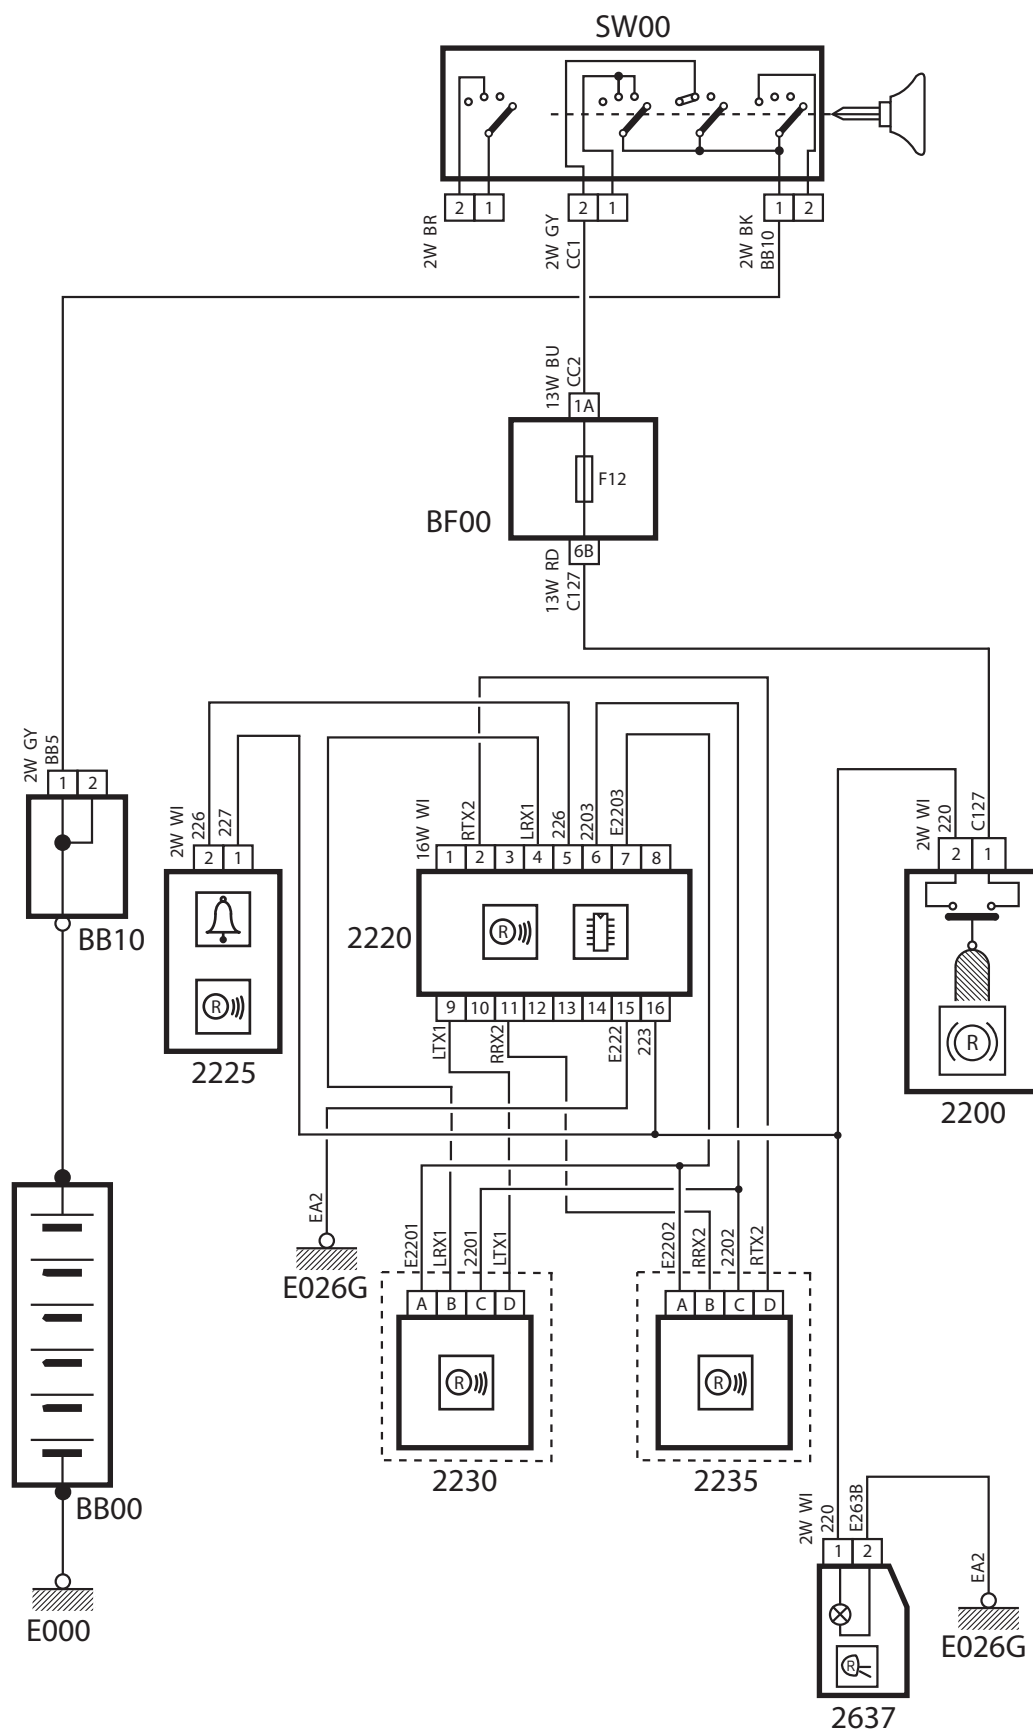 SW00
2 1
2 1
1 2
2W BR
2W GY
CC1
2W BK
BB10
13W BU
CC2
1A
F12
BF00
6B
13W RD
C127
2W GY
BB5
1 2
BB10
2W WI
226
227
2 1
R
2225
16W WI
RTX2
LRX1
226
2203
E2203
1 2 3 4 5 6 7 8
2220
R
9 10 11 12 13 14 15 16
LTX1
RRX2
E222
223
2W WI
220
C127
2 1
R
2200
EA2
E026G
E2201
LRX1
2201
LTX1
A B C D
R
2230
E2202
RRX2
2202
RTX2
A B C D
R
2235
BB00
E000
2W WI
220
E263B
1 2
R
2637
EA2
E026G